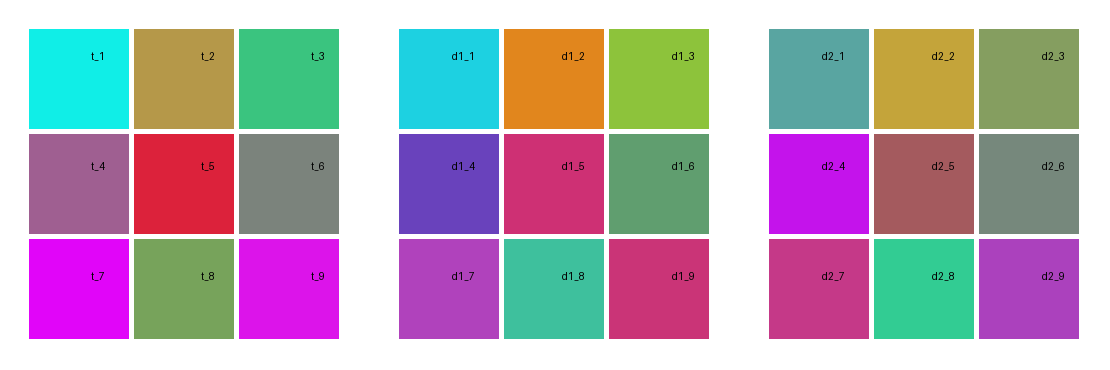 t_1 t_2 t_3 d1_1 d1_2 d1_3 d2_1 d2_2 d2_3
t_4 t_5 t_6 d1_4 d1_5 d1_6 d2_4 d2_5 d2_6
t_7 t_8 t_9 d1_7 d1_8 d1_9 d2_7 d2_8 d2_9